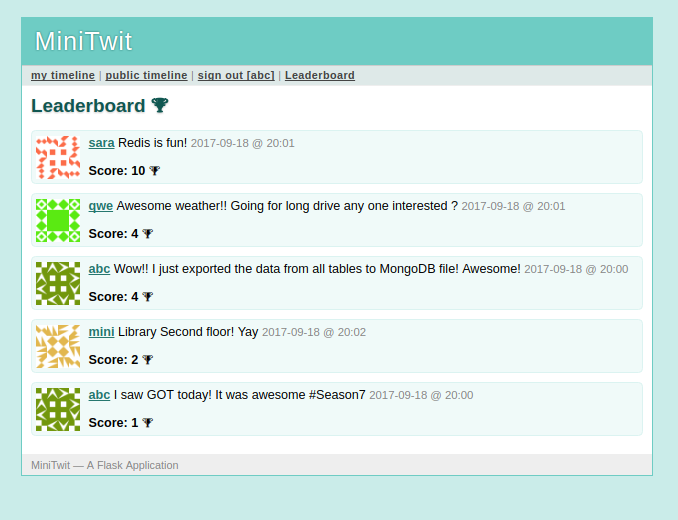 MiniTwit
my timeline | public timeline | sign out [abc] | Leaderboard
Leaderboard
sara Redis is fun! 2017-09-18 @ 20:01
Score: 10
qwe Awesome weather!! Going for long drive any one interested ? 2017-09-18 @ 20:01
Score: 4
abc Wow!! I just exported the data from all tables to MongoDB file! Awesome! 2017-09-18 @ 20:00
Score: 4
mini Library Second floor! Yay 2017-09-18 @ 20:02
Score: 2
abc I saw GOT today! It was awesome #Season7 2017-09-18 @ 20:00
Score: 1
MiniTwit — A Flask Application